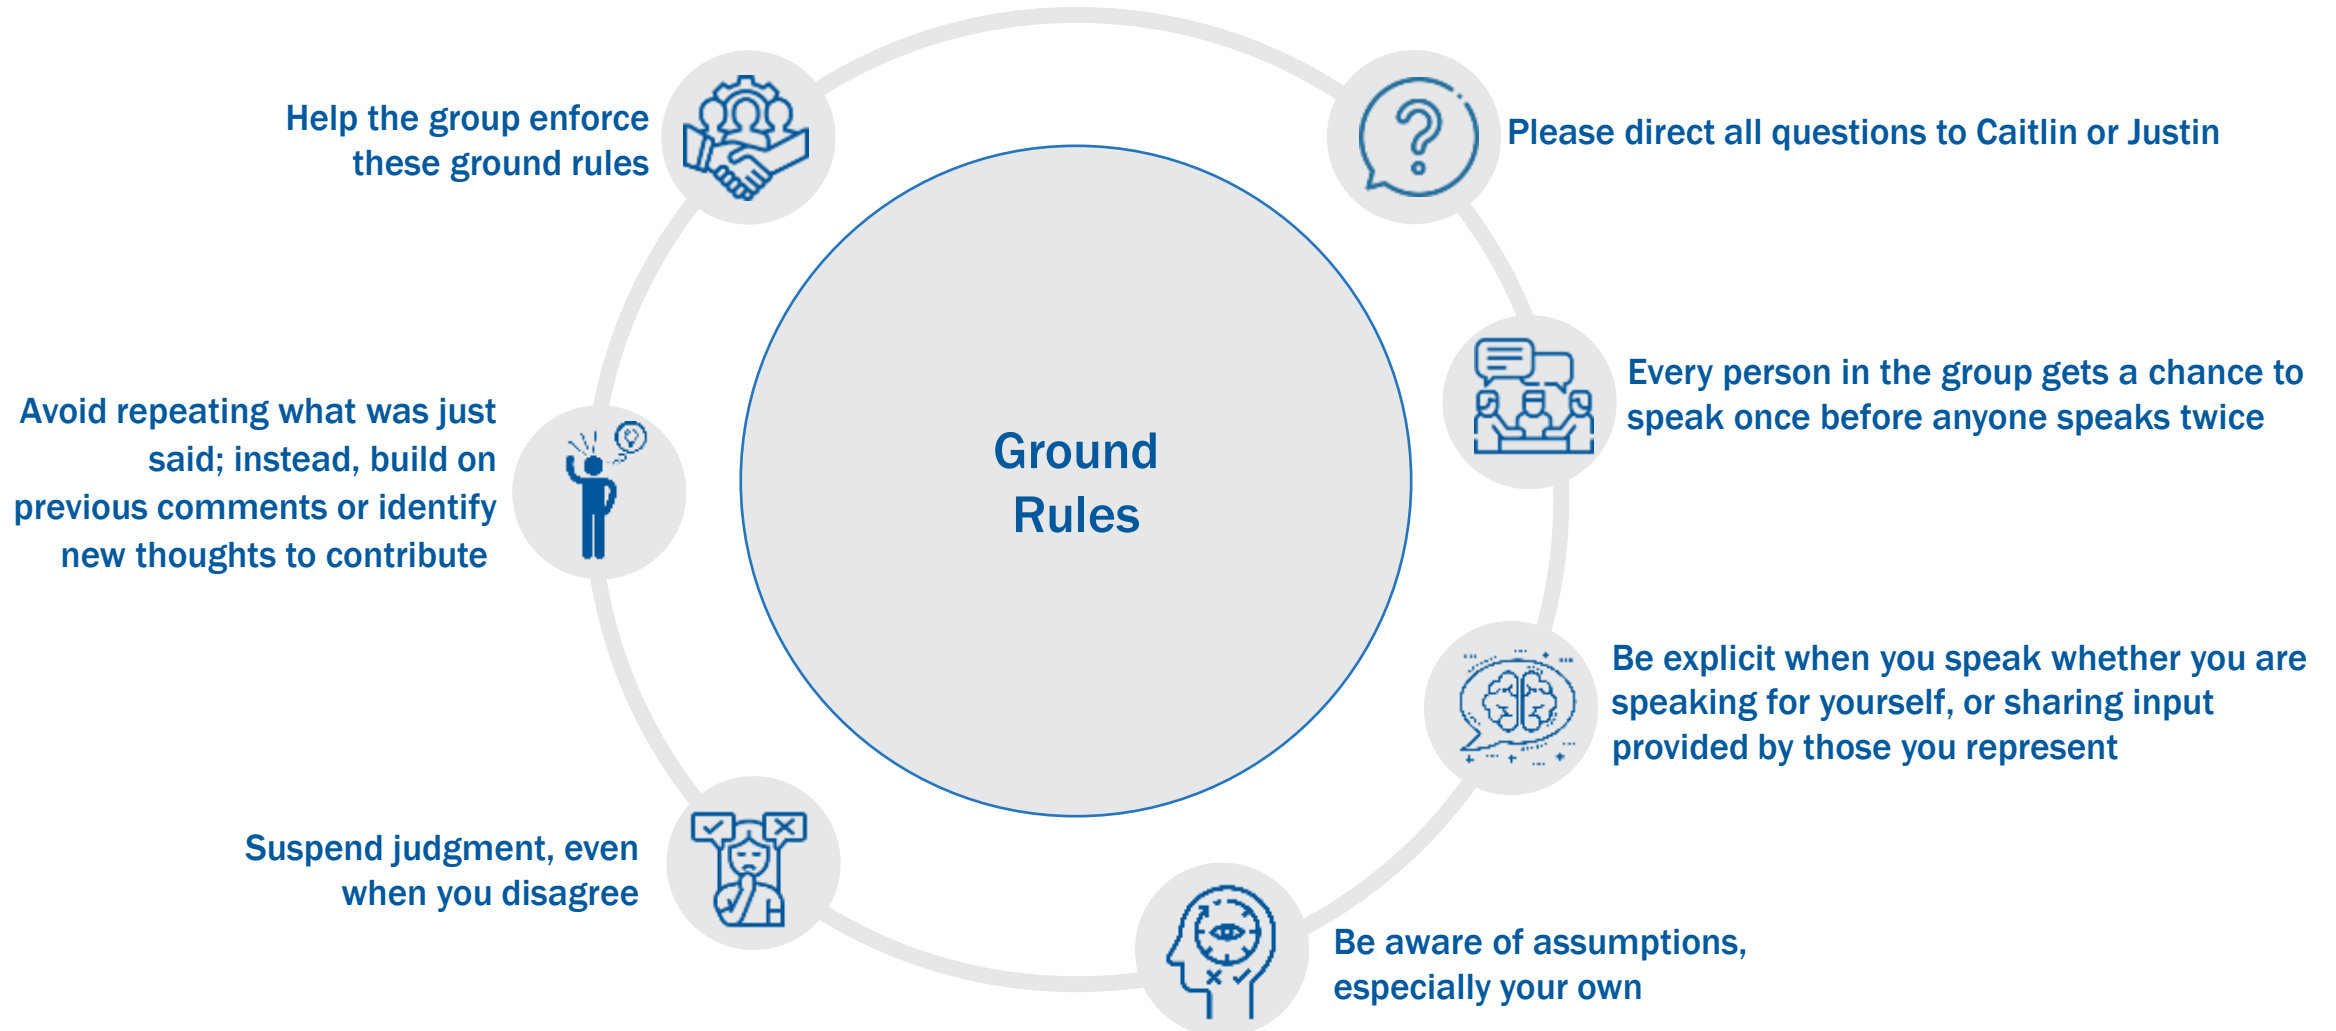 Ground
Rules
Please direct all questions to Caitlin or Justin
Every person in the group gets a chance to
speak once before anyone speaks twice
Be explicit when you speak whether you are
speaking for yourself, or sharing input
provided by those you represent
Be aware of assumptions,
especially your own
Suspend judgment, even
when you disagree
Avoid repeating what was just
said; instead, build on
previous comments or identify
new thoughts to contribute
Help the group enforce
these ground rules